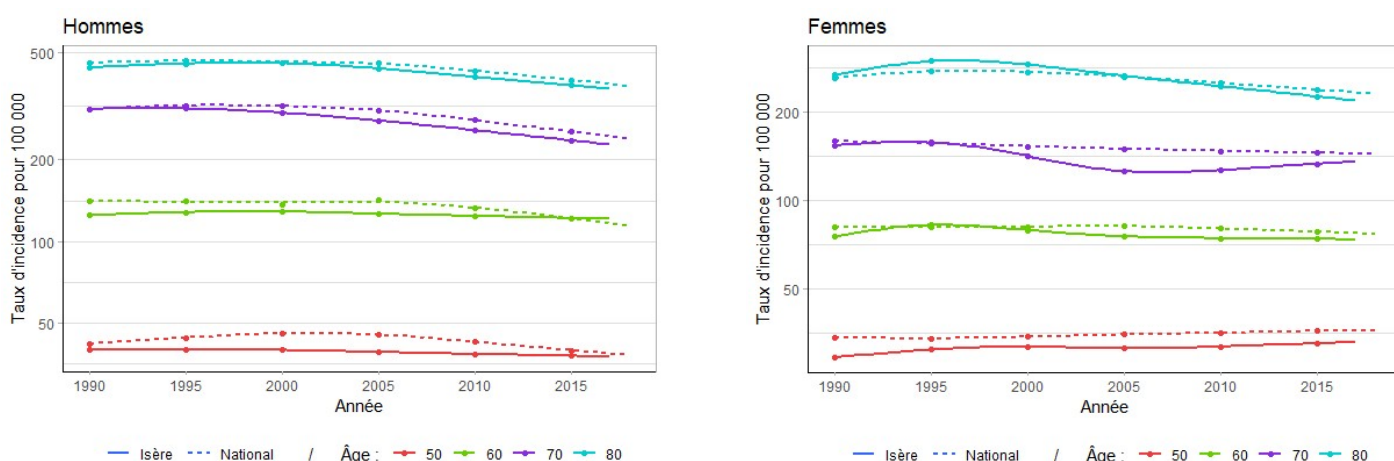 Hommes
Taux d'incidence pour 100 000
500
200
100
50
1990 1995 2000 2005 2010 2015
Année
Isère National / Âge : 50 60 70 80
Femmes
Taux d'incidence pour 100 000
200
100
50
1990 1995 2000 2005 2010 2015
Année
Isère National / Âge : 50 60 70 80